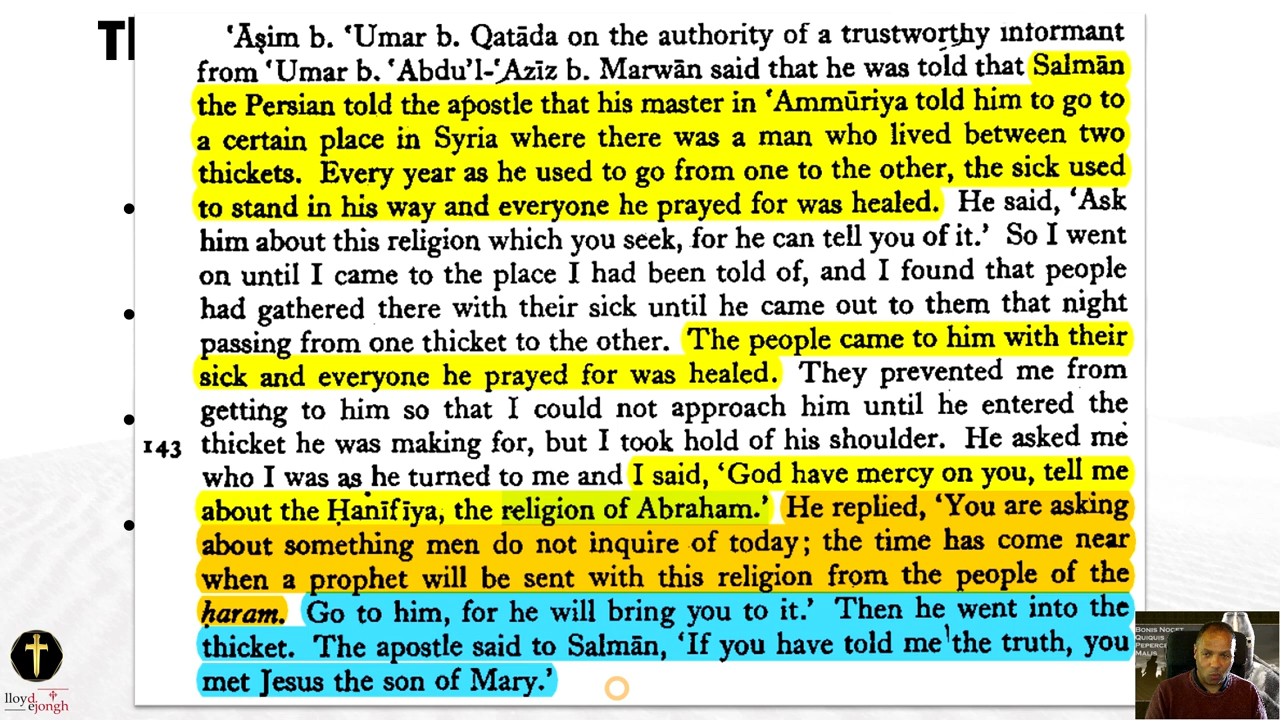 Th
'Āṣim b. 'Umar b. Qatāda on the authority of a trustworthy informant
from 'Umar b. 'Abdu'l-'Azīz b. Marwān said that he was told that Salmān
the Persian told the apostle that his master in 'Ammūriya told him to go to
a certain place in Syria where there was a man who lived between two
thickets. Every year as he used to go from one to the other, the sick used
to stand in his way and everyone he prayed for was healed. He said, 'Ask
him about this religion which you seek, for he can tell you of it.' So I went
on until I came to the place I had been told of, and I found that people
had gathered there with their sick until he came out to them that night
passing from one thicket to the other. The people came to him with their
sick and everyone he prayed for was healed. They prevented me from
getting to him so that I could not approach him until he entered the
143 thicket he was making for, but I took hold of his shoulder. He asked me
who I was as he turned to me and I said, 'God have mercy on you, tell me
about the Ḥanīfīya, the religion of Abraham.' He replied, 'You are asking
about something men do not inquire of today; the time has come near
when a prophet will be sent with this religion from the people of the
ḥaram. Go to him, for he will bring you to it.' Then he went into the
thicket. The apostle said to Salmān, 'If you have told me the truth, you
met Jesus the son of Mary.'
lloyd
dejongh
BONIS NOCET
QUIQUIS
PEPERCE
MALIS